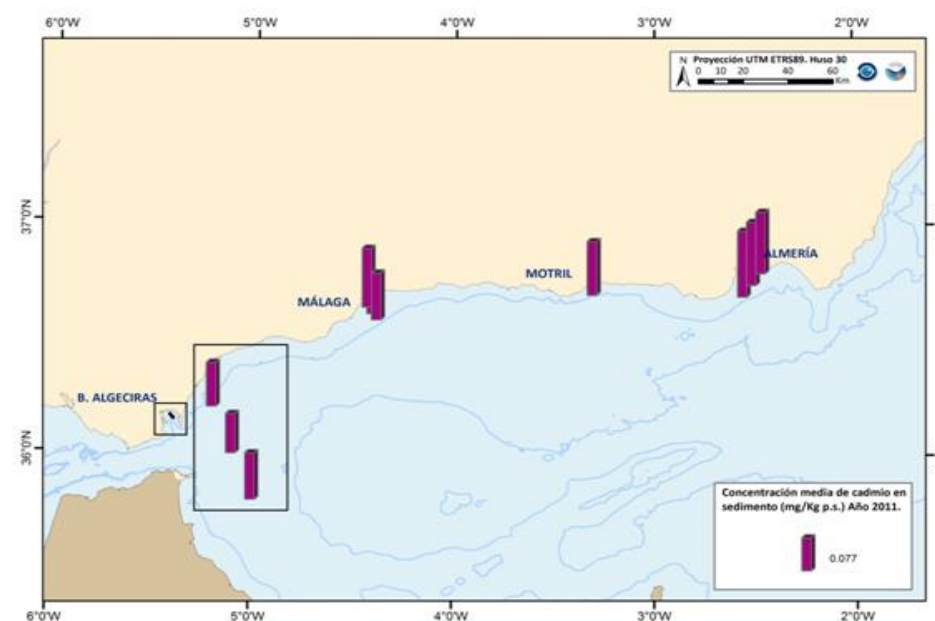 6°0'W 5°0'W 4°0'W 3°0'W 2°0'W
N Proyección UTM ETRS89. Huso 30
0 10 20 40 60
Km
37°0'N
ALMERÍA
MOTRIL
MÁLAGA
B. ALGECIRAS
36°0'N
Concentración media de cadmio en
sedimento (mg/Kg p.s.) Año 2011.
0.077
6°0'W 5°0'W 4°0'W 3°0'W 2°0'W